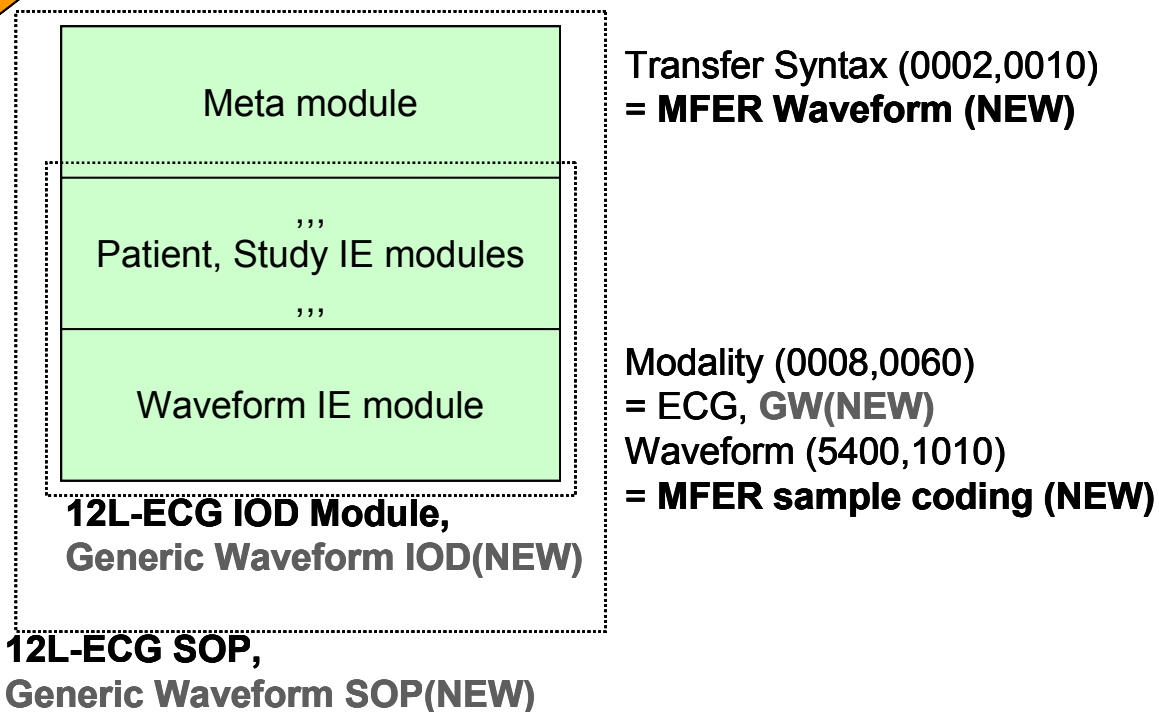 Meta module
Transfer Syntax (0002,0010)
= MFER Waveform (NEW)
,,,
Patient, Study IE modules
,,,
Waveform IE module
Modality (0008,0060)
= ECG, GW(NEW)
Waveform (5400,1010)
= MFER sample coding (NEW)
12L-ECG IOD Module,
Generic Waveform IOD(NEW)
12L-ECG SOP,
Generic Waveform SOP(NEW)